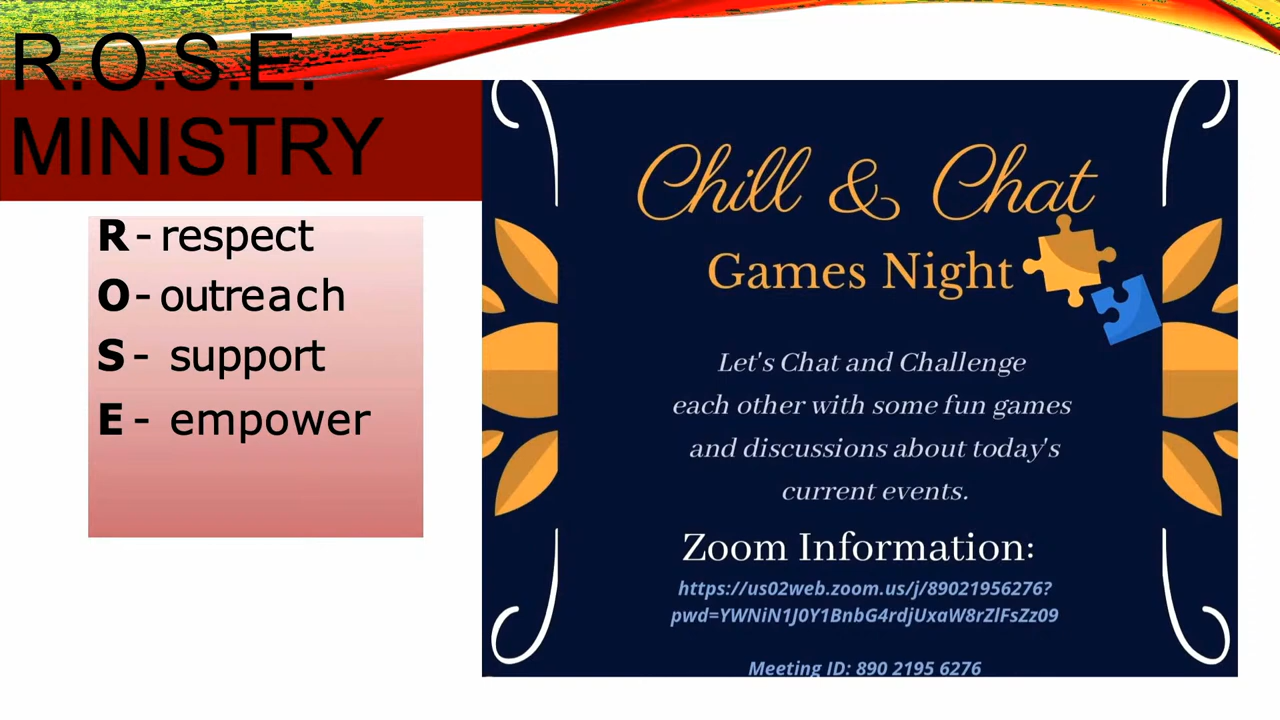 R.O.S.E.
MINISTRY
R - respect
O - outreach
S - support
E - empower
Chill & Chat
Games Night
Let's Chat and Challenge
each other with some fun games
and discussions about today's
current events.
Zoom Information:
https://us02web.zoom.us/j/89021956276?
pwd=YWNiN1J0Y1BnbG4rdjUxaW8rZlFsZz09
Meeting ID: 890 2195 6276